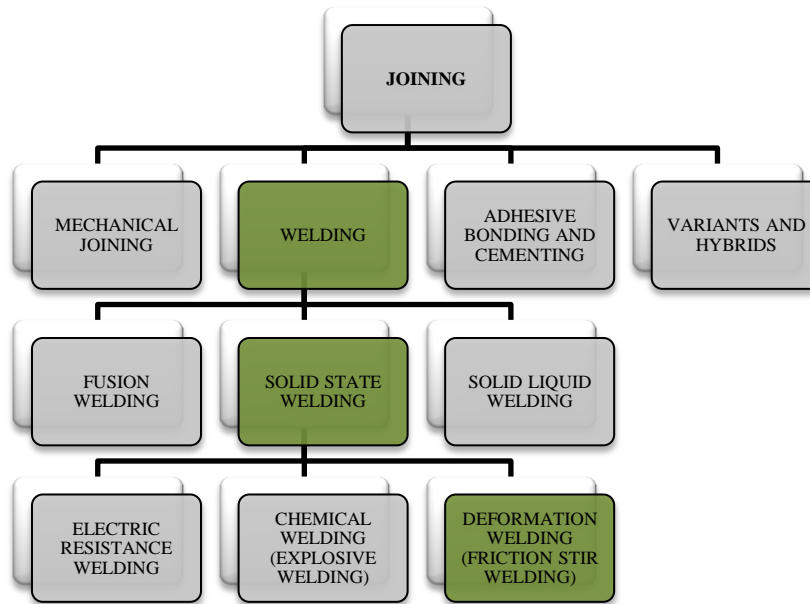 JOINING
MECHANICAL
JOINING
WELDING
ADHESIVE
BONDING AND
CEMENTING
VARIANTS AND
HYBRIDS
FUSION
WELDING
SOLID STATE
WELDING
SOLID LIQUID
WELDING
ELECTRIC
RESISTANCE
WELDING
CHEMICAL
WELDING
(EXPLOSIVE
WELDING)
DEFORMATION
WELDING
(FRICTION STIR
WELDING)